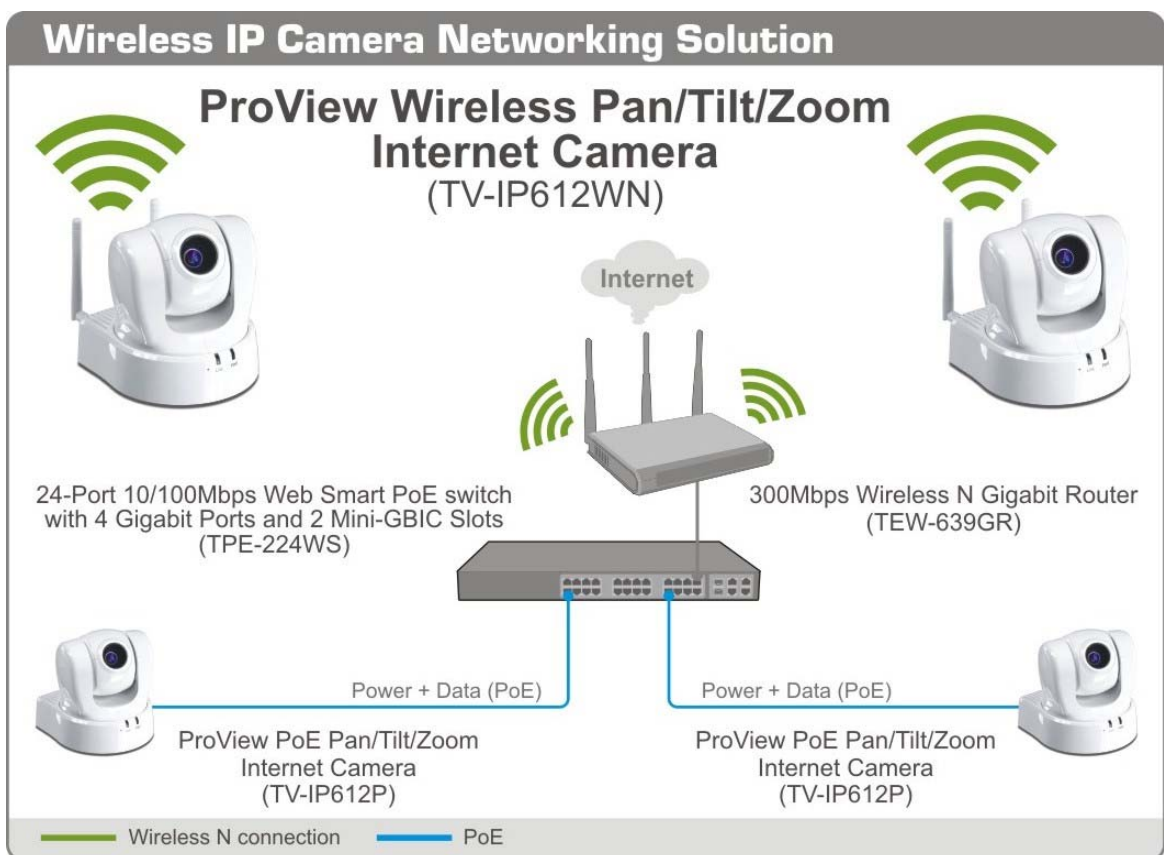 Wireless IP Camera Networking Solution
ProView Wireless Pan/Tilt/Zoom
Internet Camera
(TV-IP612WN)
Internet
24-Port 10/100Mbps Web Smart PoE switch
with 4 Gigabit Ports and 2 Mini-GBIC Slots
(TPE-224WS)
300Mbps Wireless N Gigabit Router
(TEW-639GR)
Power + Data (PoE)
Power + Data (PoE)
ProView PoE Pan/Tilt/Zoom
Internet Camera
(TV-IP612P)
ProView PoE Pan/Tilt/Zoom
Internet Camera
(TV-IP612P)
Wireless N connection
PoE